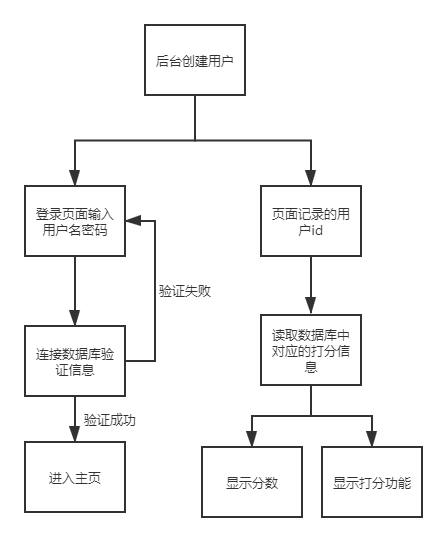 后台创建用户
登录页面输入
用户名密码
页面记录的用
户id
验证失败
连接数据库验
证信息
读取数据库中
对应的打分信
息
验证成功
进入主页
显示分数
显示打分功能